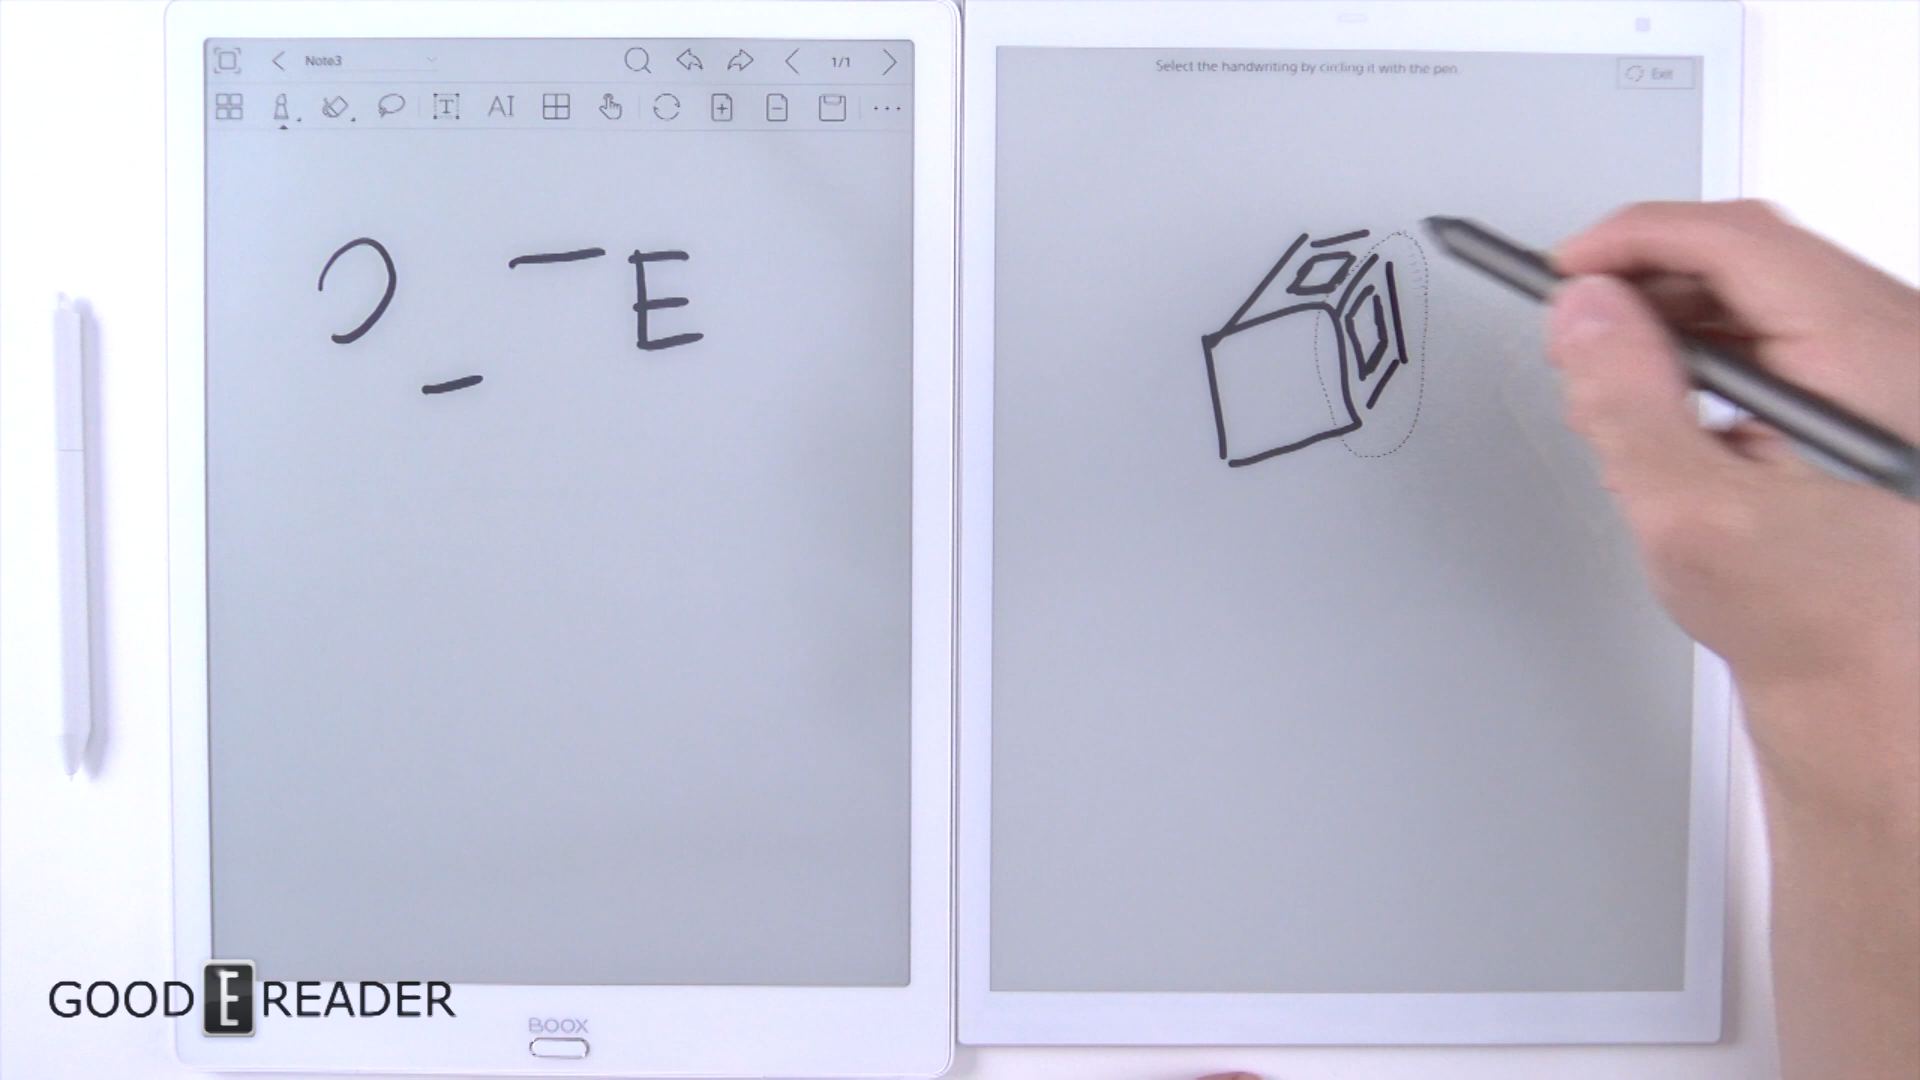 Note3
1/1
AI
T
E
BOOX
Select the handwriting by circling it with the pen.
Exit
GOOD E READER